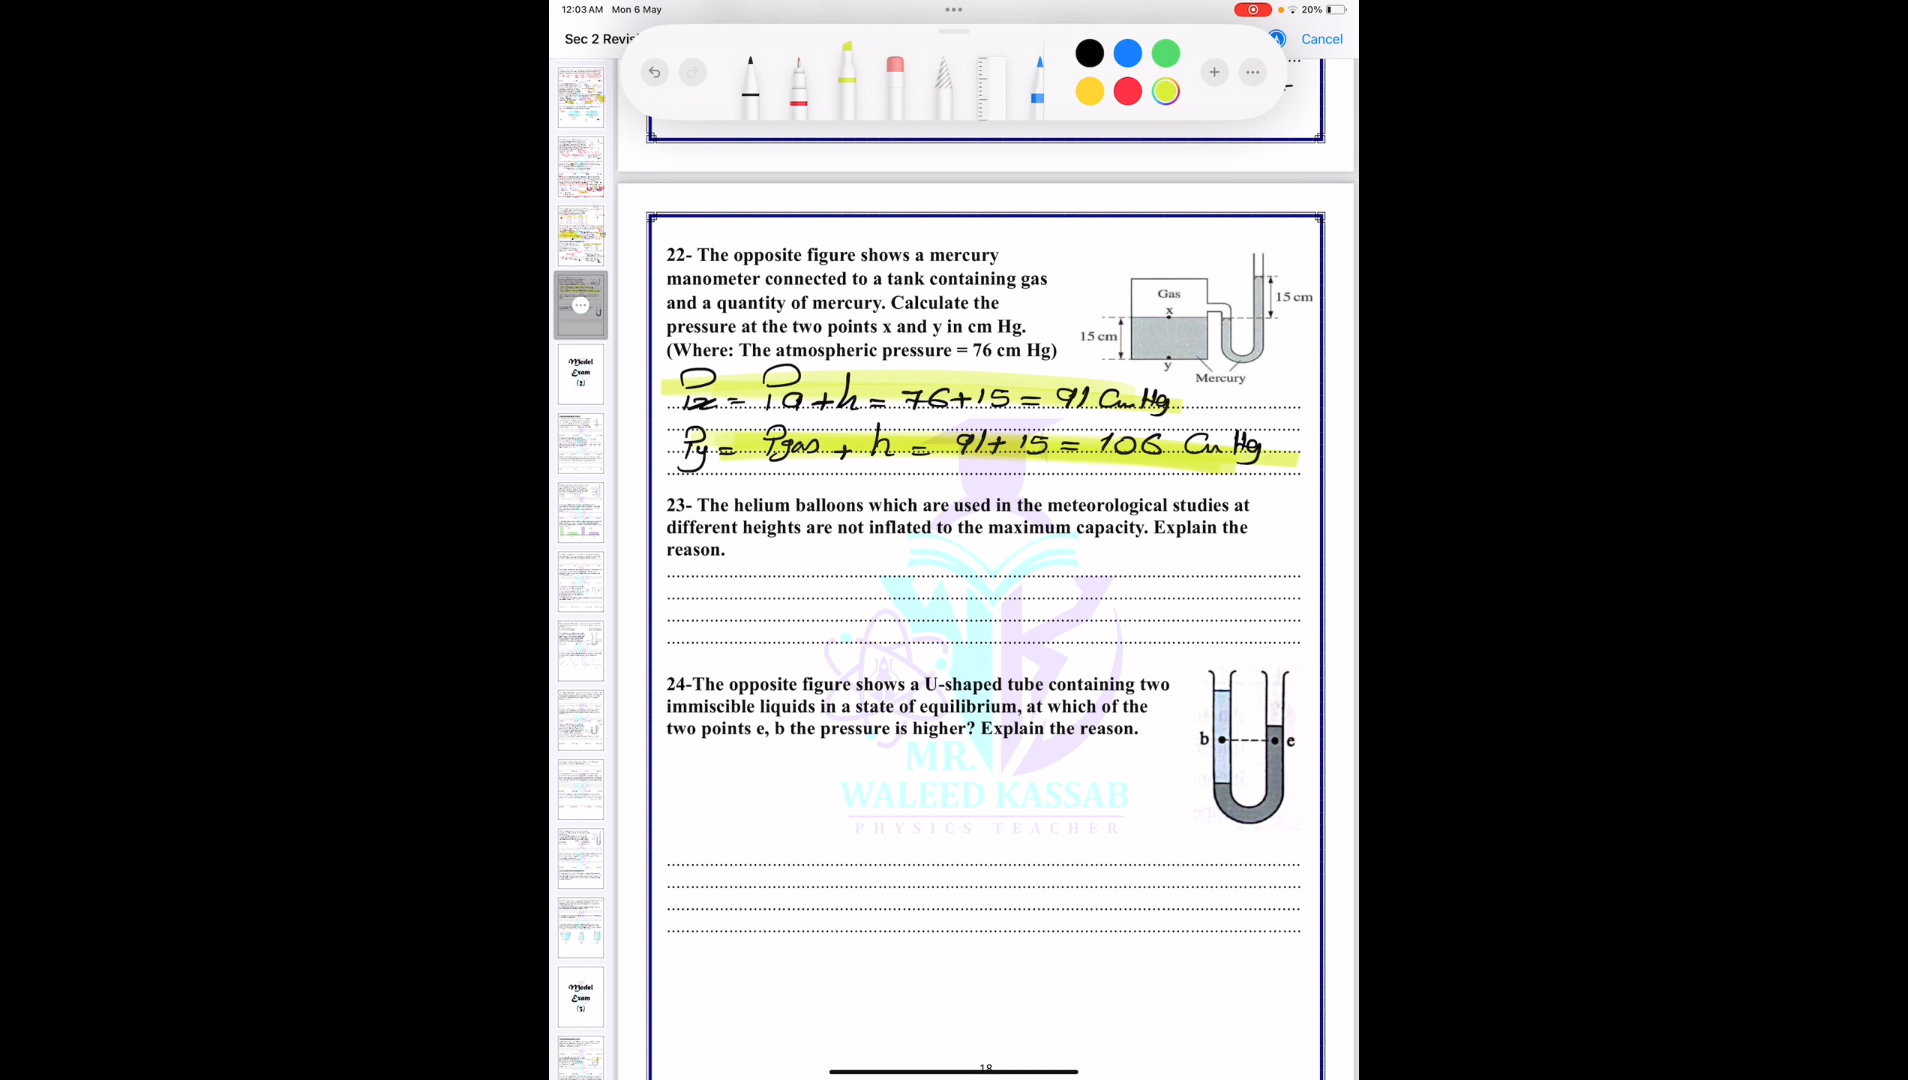 12:03 AM Mon 6 May
20%
Sec 2 Revis
Cancel
22- The opposite figure shows a mercury
manometer connected to a tank containing gas
and a quantity of mercury. Calculate the
pressure at the two points x and y in cm Hg.
(Where: The atmospheric pressure = 76 cm Hg)
Gas
x
15 cm
15 cm
y
Mercury
Px = Pa + h = 76 + 15 = 91 Cm Hg
Py = Pgas + h = 91 + 15 = 106 Cm Hg
23- The helium balloons which are used in the meteorological studies at
different heights are not inflated to the maximum capacity. Explain the
reason.
24-The opposite figure shows a U-shaped tube containing two
immiscible liquids in a state of equilibrium, at which of the
two points e, b the pressure is higher? Explain the reason.
b
e
MR.
WALEED KASSAB
PHYSICS TEACHER
18
Model
Exam
(2)
Model
Exam
(3)